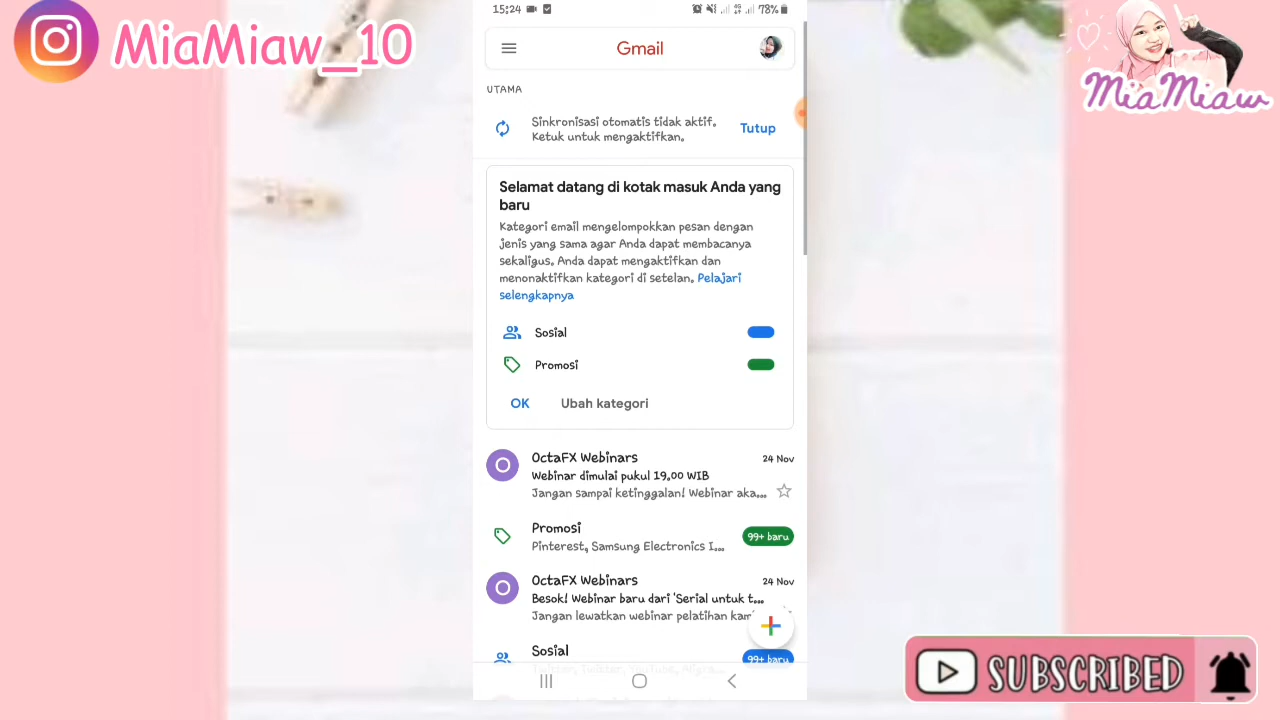 MiaMiaw_10
MiaMiaw
15:24
78%
Gmail
UTAMA
Sinkronisasi otomatis tidak aktif.
Ketuk untuk mengaktifkan.
Tutup
Selamat datang di kotak masuk Anda yang
baru
Kategori email mengelompokkan pesan dengan
jenis yang sama agar Anda dapat membacanya
sekaligus. Anda dapat mengaktifkan dan
menonaktifkan kategori di setelan. Pelajari
selengkapnya
Sosial
Promosi
OK Ubah kategori
O
OctaFX Webinars 24 Nov
Webinar dimulai pukul 19.00 WIB
Jangan sampai ketinggalan! Webinar aka...
Promosi
Pinterest, Samsung Electronics I... 99+ baru
O
OctaFX Webinars 24 Nov
Besok! Webinar baru dari 'Serial untuk t...
Jangan lewatkan webinar pelatihan kam
Sosial
99+ baru
SUBSCRIBED